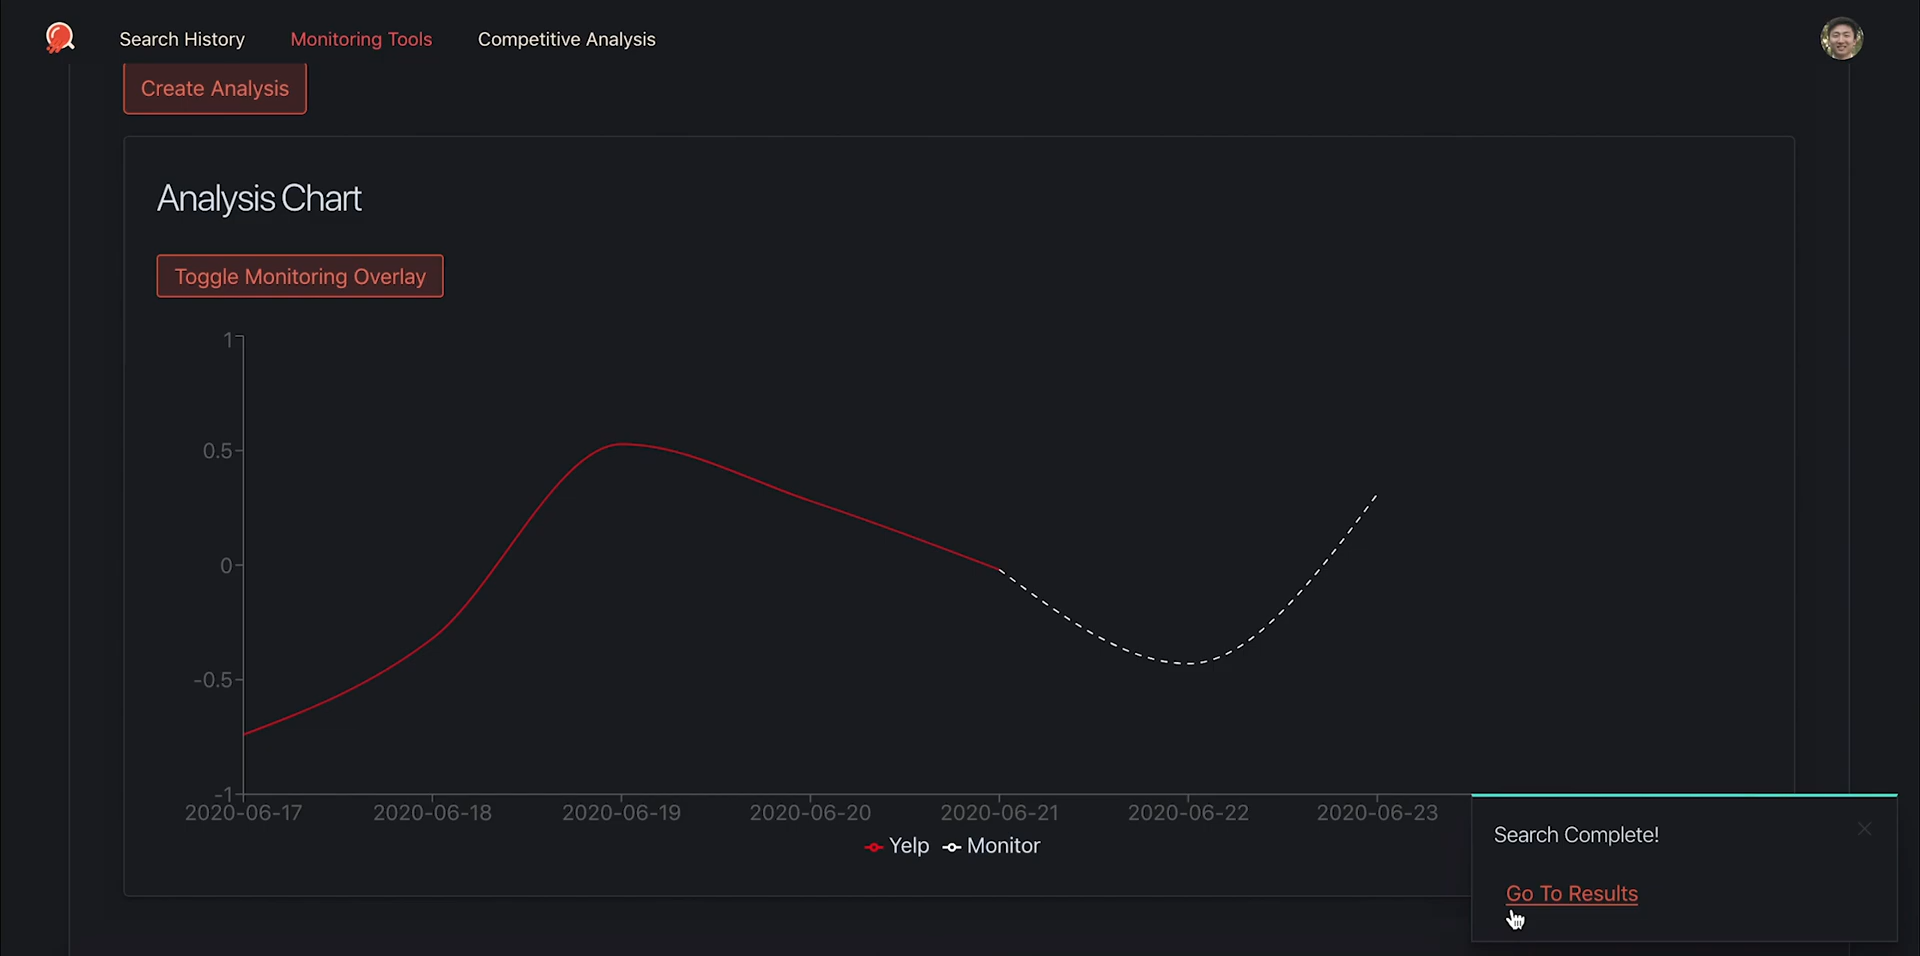 Search History Monitoring Tools Competitive Analysis
Create Analysis
Analysis Chart
Toggle Monitoring Overlay
1
0.5
0
-0.5
-1
2020-06-17 2020-06-18 2020-06-19 2020-06-20 2020-06-21 2020-06-22 2020-06-23
Yelp Monitor
Search Complete!
Go To Results